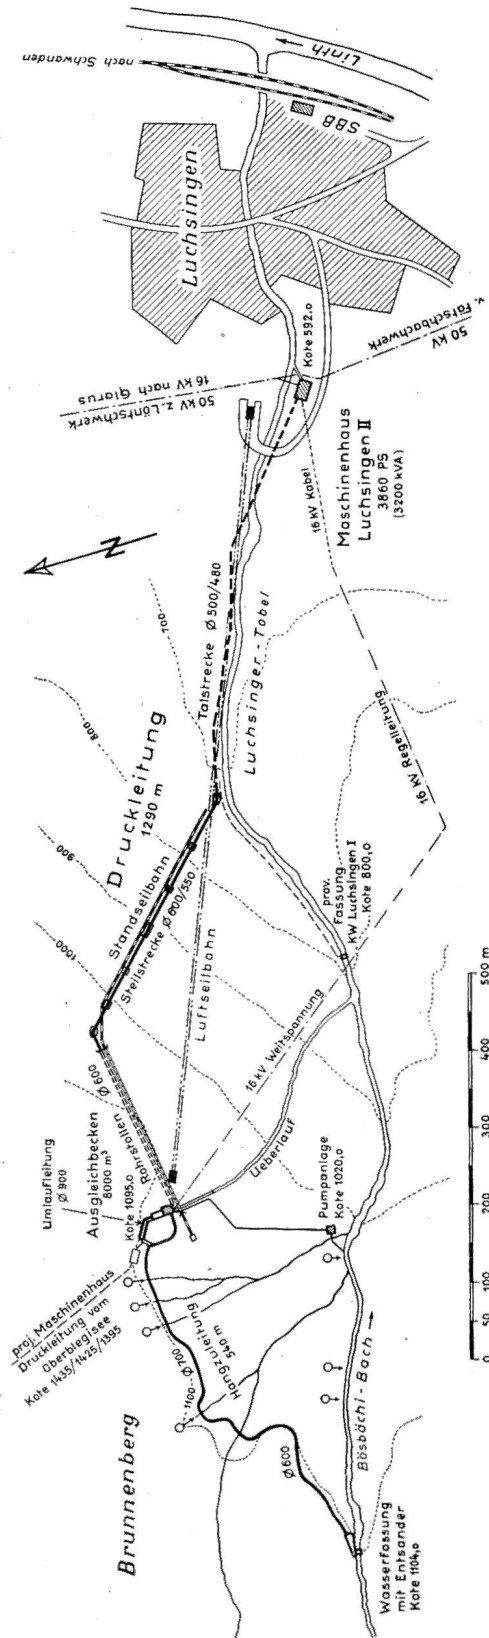 nach Schwanden
Linth
SBB
Luchsingen
v. Fätschbachwerk
50 kV
Kote 592.0
16 kV nach Glarus
50 kV z. Löntschwerk
Maschinenhaus
Luchsingen II
3860 PS
(3200 kVA)
16 kV Kabel
N
Talstrecke Ø 500/480
Luchsinger-Tobel
700
800
900
1000
Druckleitung
1290 m
Standseilbahn
Steilstrecke Ø 600/550
Luftseilbahn
16 kV Regelleitung
prov.
Fassung
KW Luchsingen I
Kote 800,0
16 kV Weitspannung
Ueberlauf
Ø 600
Rohrstollen
Umlaufleitung
Ø 900
Ausgleichbecken
8000 m³
Kote 1095.0
Pumpanlage
Kote 1020,0
proj. Maschinenhaus
Druckleitung vom
Oberblegisee
Kote 1435/1425/1395
Hangzuleitung
540 m
Ø 700
1100
Brunnenberg
Ø 600
Bösbächi-Bach
Wasserfassung
mit Entsander
Kote 1104,0
0 50 100 200 300 400 500 m